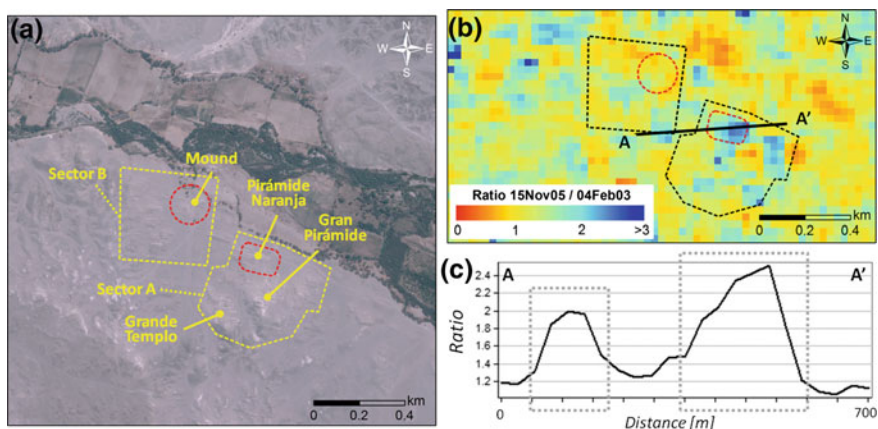 (a)
N
W E
S
Mound
Sector B
Pirámide
Naranja
Gran
Pirámide
Sector A
Grande
Templo
0 0.2 0.4
km
(b)
N
W E
S
A'
A
Ratio 15Nov05 / 04Feb03
0 1 2 >3
km
0 0.2 0.4
(c)
A A'
2.4
2.2
2
1.8
1.6
1.4
1.2
Ratio
0 700
Distance [m]